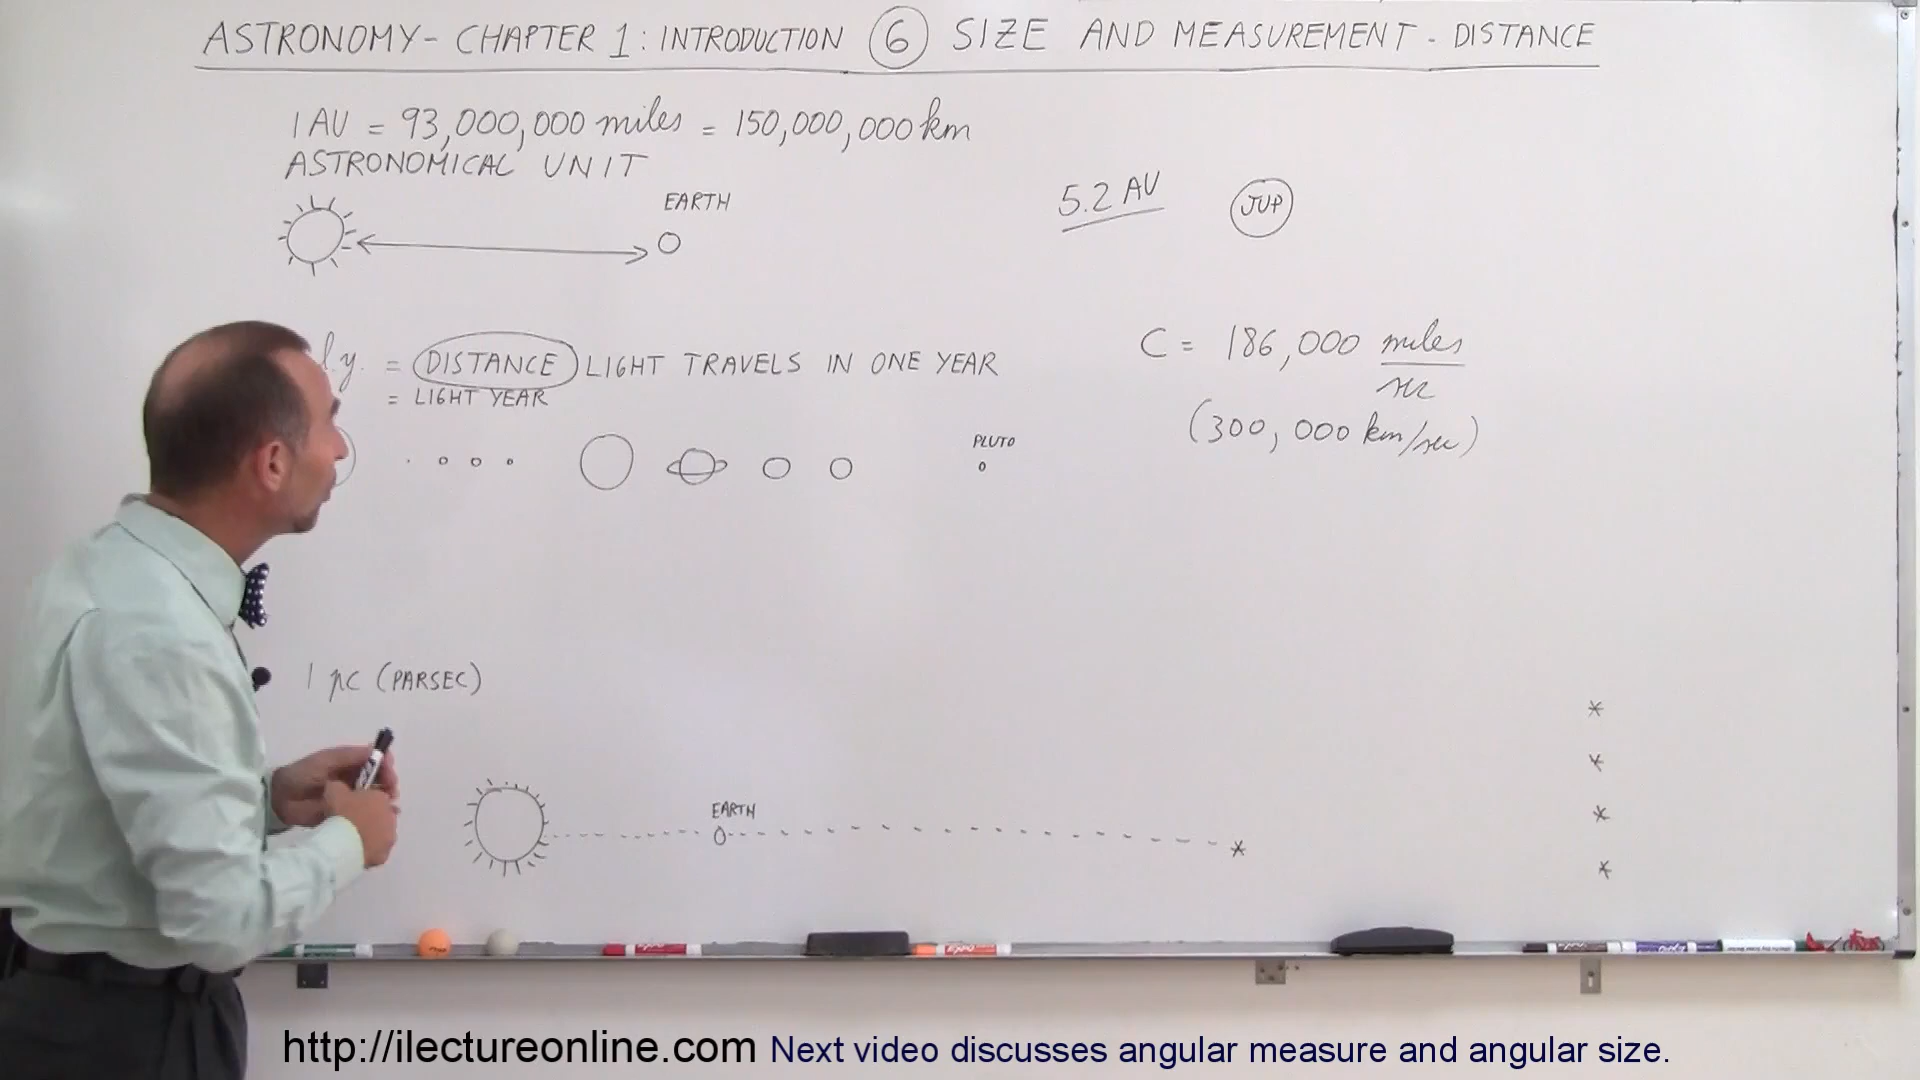 ASTRONOMY- CHAPTER 1: INTRODUCTION 6 SIZE AND MEASUREMENT - DISTANCE
1 AU = 93,000,000 miles = 150,000,000 km
ASTRONOMICAL UNIT
EARTH
5.2 AU
JUP
l.y. = DISTANCE LIGHT TRAVELS IN ONE YEAR
= LIGHT YEAR
C = 186,000 miles/sec
(300,000 km/sec)
PLUTO
1 pc (PARSEC)
EARTH
EXPO
http://ilectureonline.com Next video discusses angular measure and angular size.